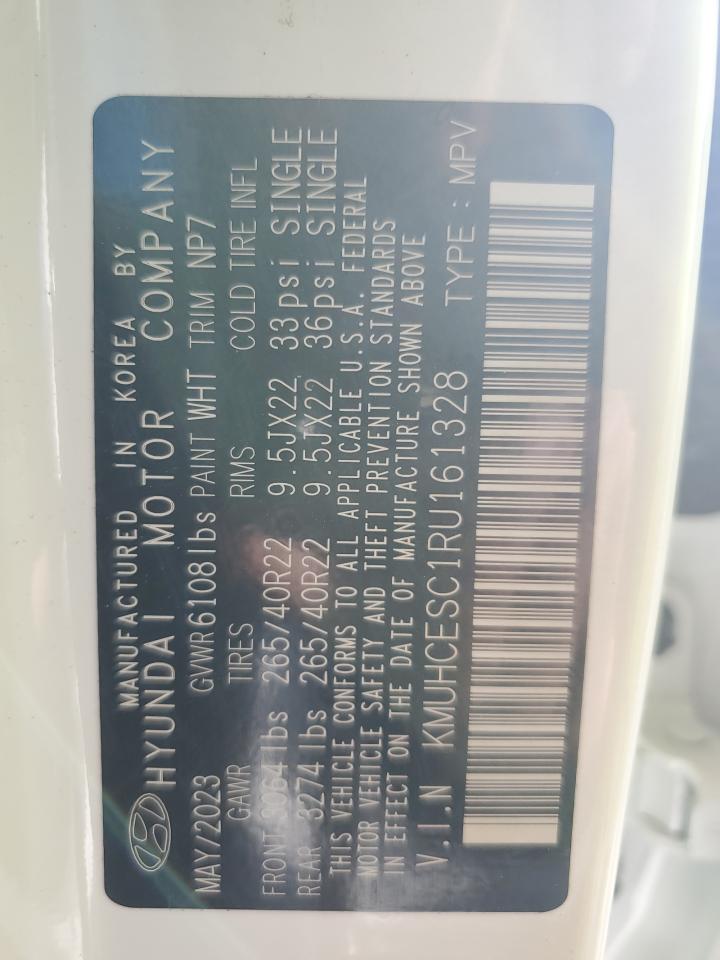 MANUFACTURED IN KOREA BY
HYUNDAI MOTOR COMPANY
MAY/2023 GVWR6108lbs PAINT WHT TRIM NP7
GAWR TIRES RIMS COLD TIRE INFL
FRONT 3064lbs 265/40R22 9.5JX22 33psi SINGLE
REAR 3274lbs 265/40R22 9.5JX22 36psi SINGLE
THIS VEHICLE CONFORMS TO ALL APPLICABLE U.S.A. FEDERAL
MOTOR VEHICLE SAFETY AND THEFT PREVENTION STANDARDS
IN EFFECT ON THE DATE OF MANUFACTURE SHOWN ABOVE
V.I.N KMUHCESC1RU161328 TYPE : MPV